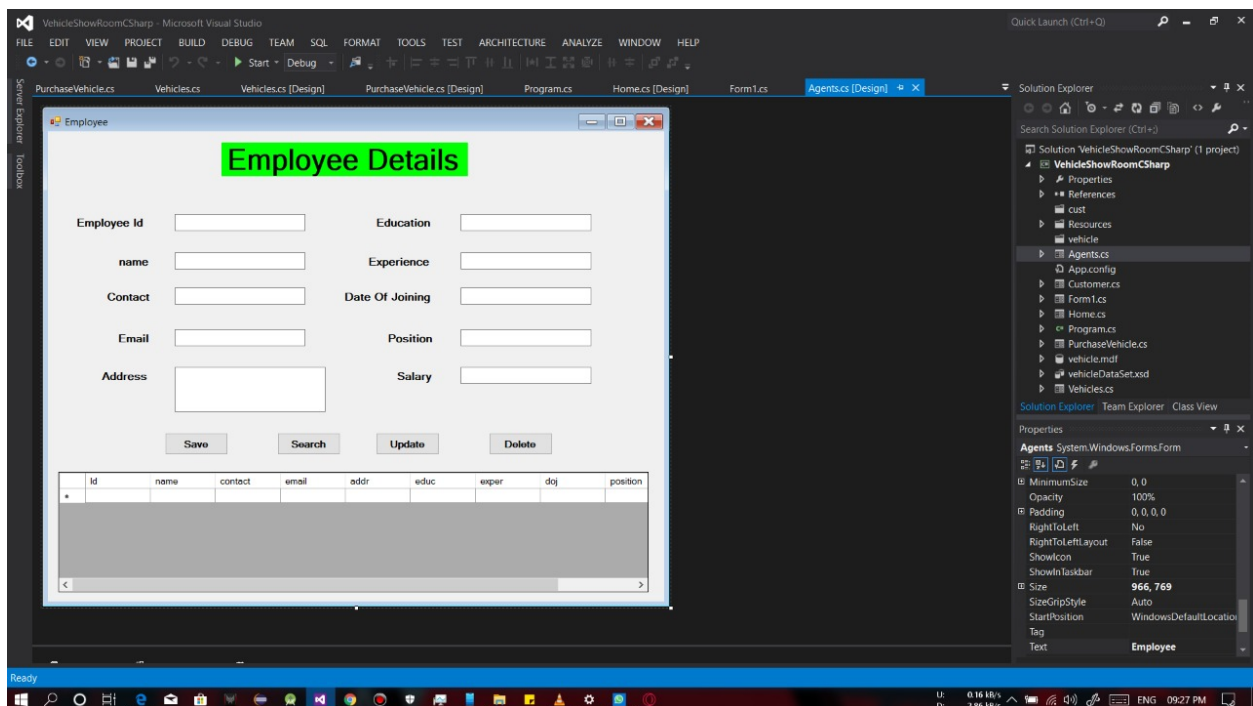 VehicleShowRoomCSharp - Microsoft Visual Studio
Quick Launch (Ctrl+Q)
FILE EDIT VIEW PROJECT BUILD DEBUG TEAM SQL FORMAT TOOLS TEST ARCHITECTURE ANALYZE WINDOW HELP
Start Debug
Server Explorer
Toolbox
PurchaseVehicle.cs Vehicles.cs Vehicles.cs [Design] PurchaseVehicle.cs [Design] Program.cs Home.cs [Design] Form1.cs Agents.cs [Design]
Employee
Employee Details
Employee Id Education
name Experience
Contact Date Of Joining
Email Position
Address Salary
Save Search Update Delete
Id name contact email addr educ exper doj position
Solution Explorer
Search Solution Explorer (Ctrl+;)
Solution 'VehicleShowRoomCSharp' (1 project)
VehicleShowRoomCSharp
Properties
References
cust
Resources
vehicle
Agents.cs
App.config
Customer.cs
Form1.cs
Home.cs
Program.cs
PurchaseVehicle.cs
vehicle.mdf
vehicleDataSet.xsd
Vehicles.cs
Solution Explorer Team Explorer Class View
Properties
Agents System.Windows.Forms.Form
MinimumSize 0, 0
Opacity 100%
Padding 0, 0, 0, 0
RightToLeft No
RightToLeftLayout False
ShowIcon True
ShowInTaskbar True
Size 966, 769
SizeGripStyle Auto
StartPosition WindowsDefaultLocatio
Tag
Text Employee
Ready
U: 0.16 kB/s
D: 2.86 kB/s
ENG 09:27 PM